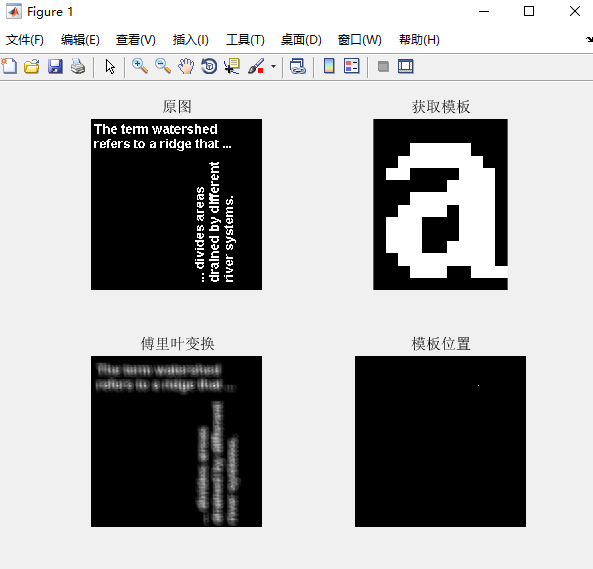 Figure 1
文件(F) 编辑(E) 查看(V) 插入(I) 工具(T) 桌面(D) 窗口(W) 帮助(H)
原图
The term watershed
refers to a ridge that ...
... divides areas
drained by different
river systems.
获取模板
a
傅里叶变换
The term watershed
refers to a ridge that ...
... divides areas
drained by different
river systems.
模板位置